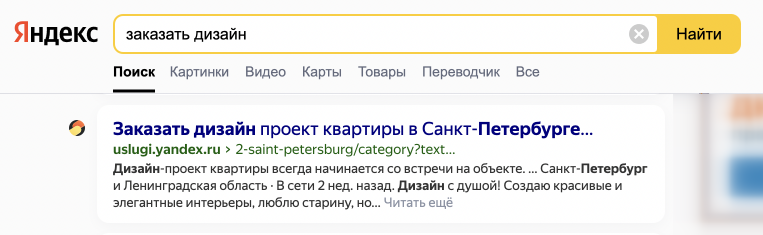 Яндекс
заказать дизайн
Найти
Поиск Картинки Видео Карты Товары Переводчик Все
Заказать дизайн проект квартиры в Санкт-Петербурге...
uslugi.yandex.ru › 2-saint-petersburg/category?text...
Дизайн-проект квартиры всегда начинается со встречи на объекте. ... Санкт-Петербург
и Ленинградская область · В сети 2 нед. назад. Дизайн с душой! Создаю красивые и
элегантные интерьеры, люблю старину, но... Читать ещё